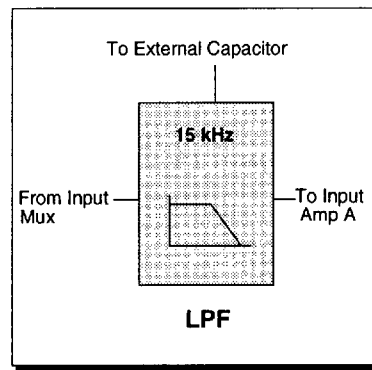 To External Capacitor
15 kHz
From Input
Mux
To Input
Amp A
LPF